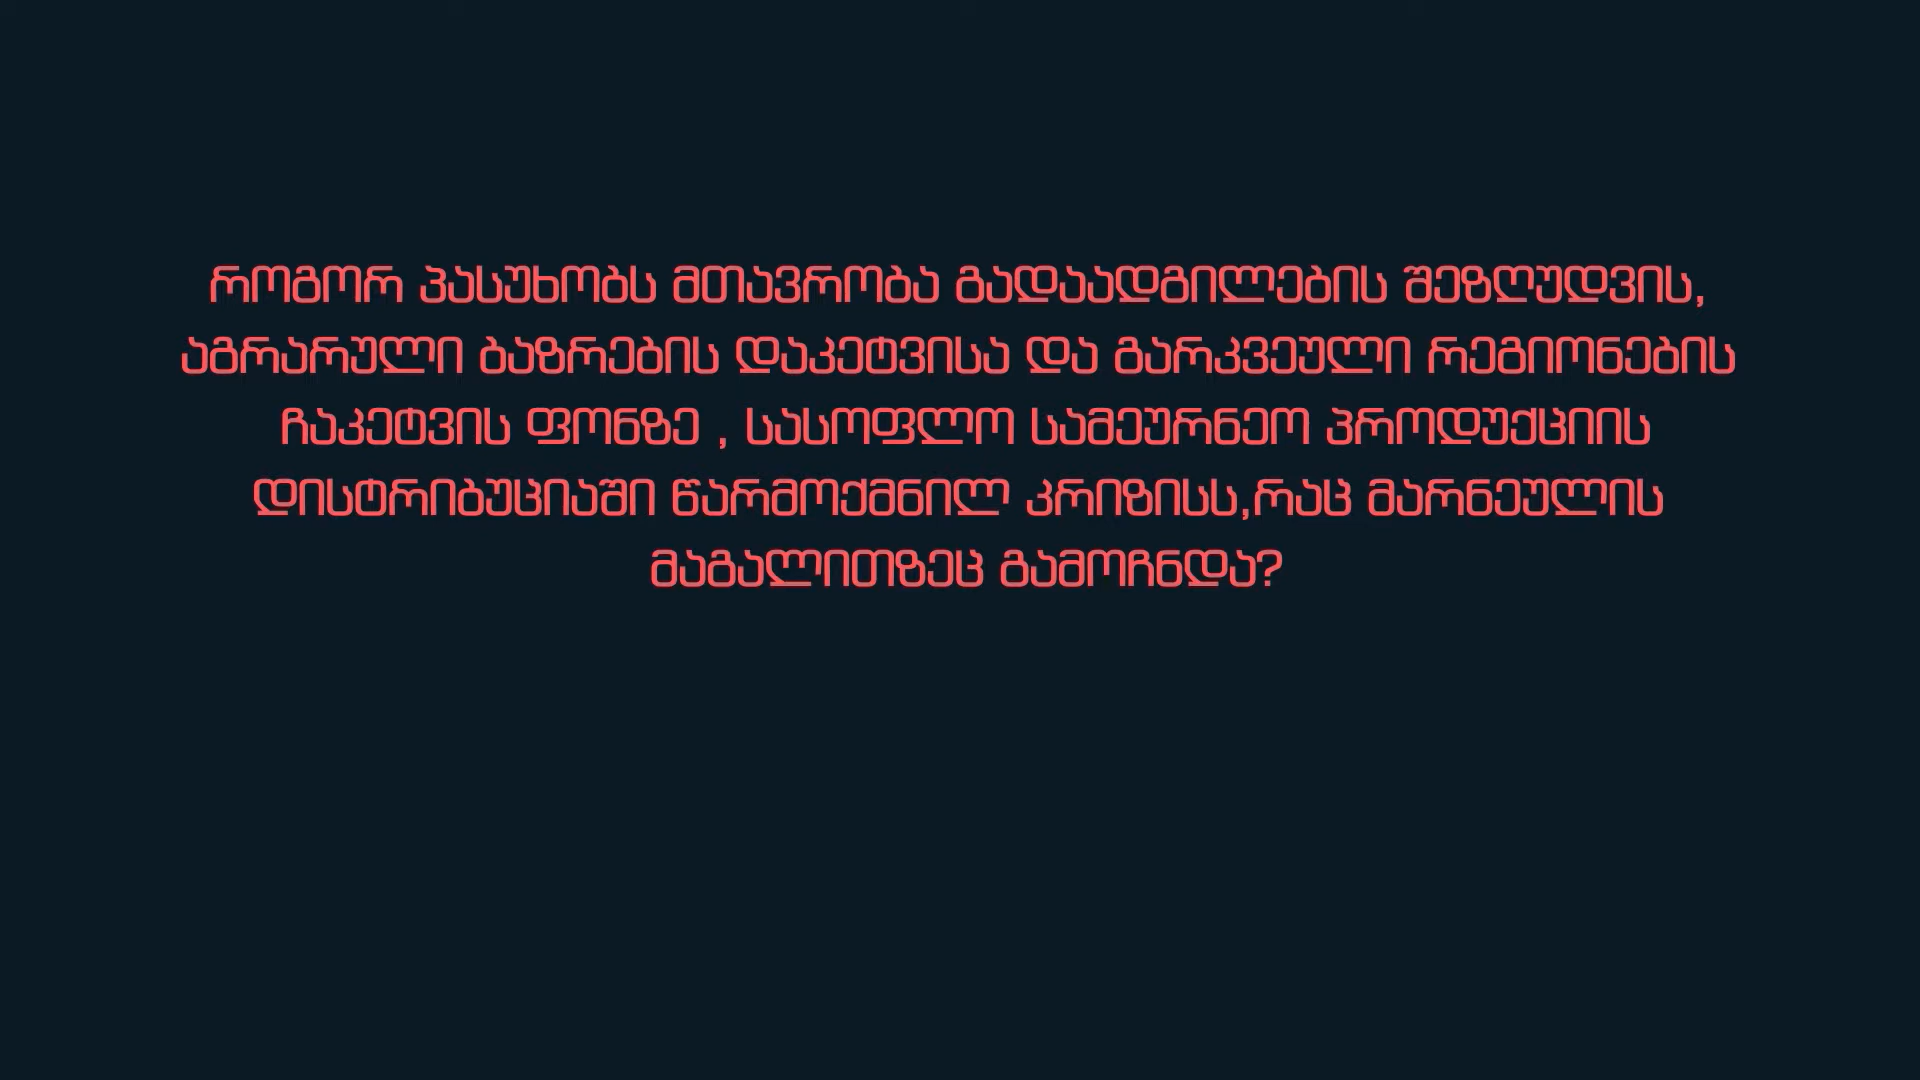 როგორ პასუხობს მთავრობა გადაადგილების შეზღუდვის,
აგრარული ბაზრების დაკეტვისა და გარკვეული რეგიონების
ჩაკეტვის ფონზე , სასოფლო სამეურნეო პროდუქციის
დისტრიბუციაში წარმოქმნილ კრიზისს,რაც მარნეულის
მაგალითზეც გამოჩნდა?